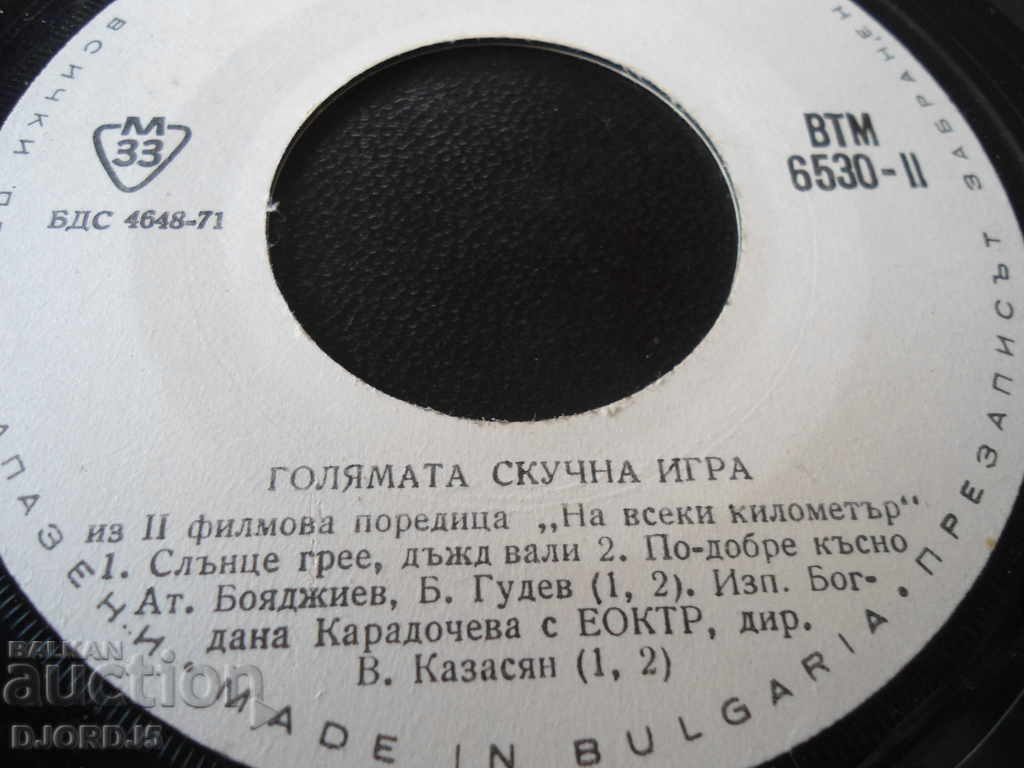 М
33
БДС 4648-71
ВТМ
6530-II
ГОЛЯМАТА СКУЧНА ИГРА
из II филмова поредица „На всеки километър“
1. Слънце грее, дъжд вали 2. По-добре късно
Ат. Бояджиев, Б. Гудев (1, 2). Изп. Бог-
дана Карадочева с ЕОКТР, дир.
В. Казасян (1, 2)
ВСИЧКИ
MADE IN BULGARIA. ПРЕЗАПИСЪТ ЗАБРАНЕН
BALKAN
auction
DJORDJ5